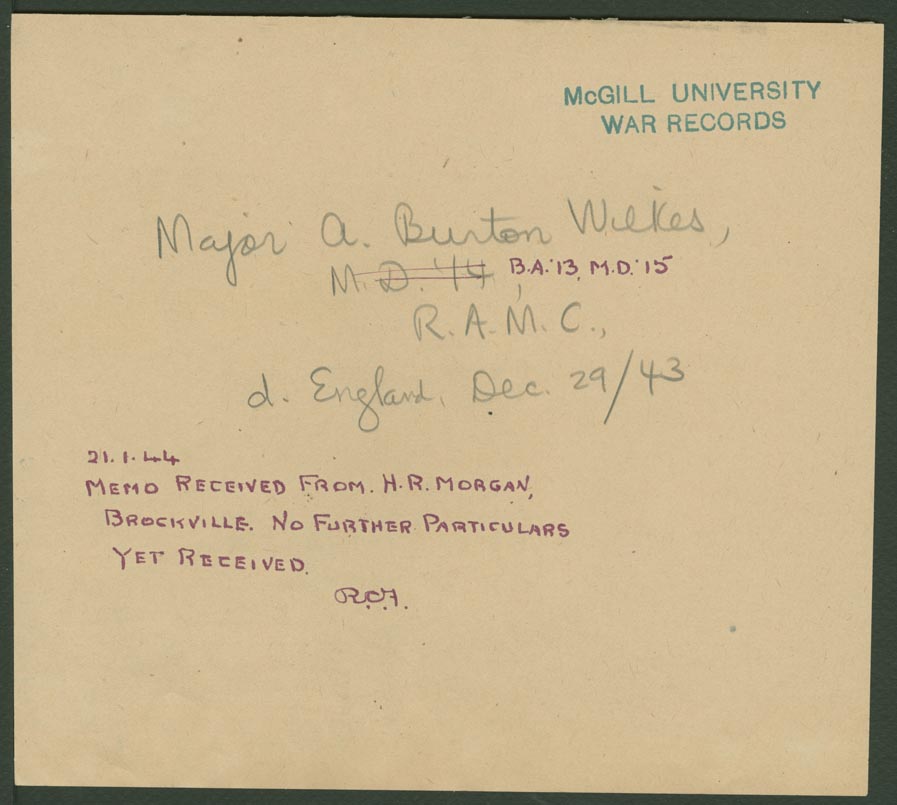 McGILL UNIVERSITY
WAR RECORDS
Major A. Burton Wilkes,
M.D. '14, B.A. '13, M.D. '15
R.A.M.C.,
d. England, Dec. 29/43
21.1.44
MEMO RECEIVED FROM. H.R. MORGAN,
BROCKVILLE. NO FURTHER PARTICULARS
YET RECEIVED.
R.C.F.